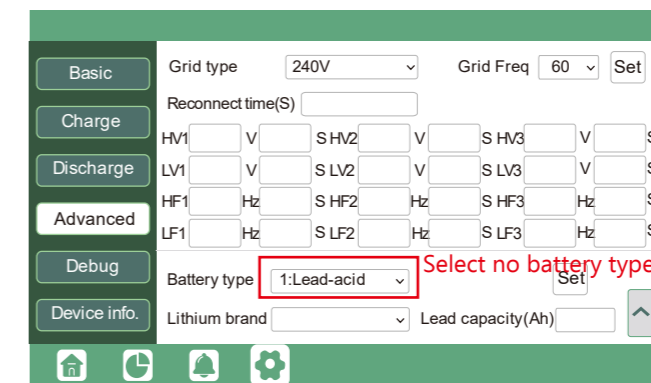 Basic
Charge
Discharge
Advanced
Debug
Device info.
Grid type 240V Grid Freq 60 Set
Reconnect time(S)
HV1 V S HV2 V S HV3 V S
LV1 V S LV2 V S LV3 V S
HF1 Hz S HF2 Hz S HF3 Hz S
LF1 Hz S LF2 Hz S LF3 Hz S
Battery type 1:Lead-acid Select no battery type Set
Lithium brand Lead capacity(Ah)